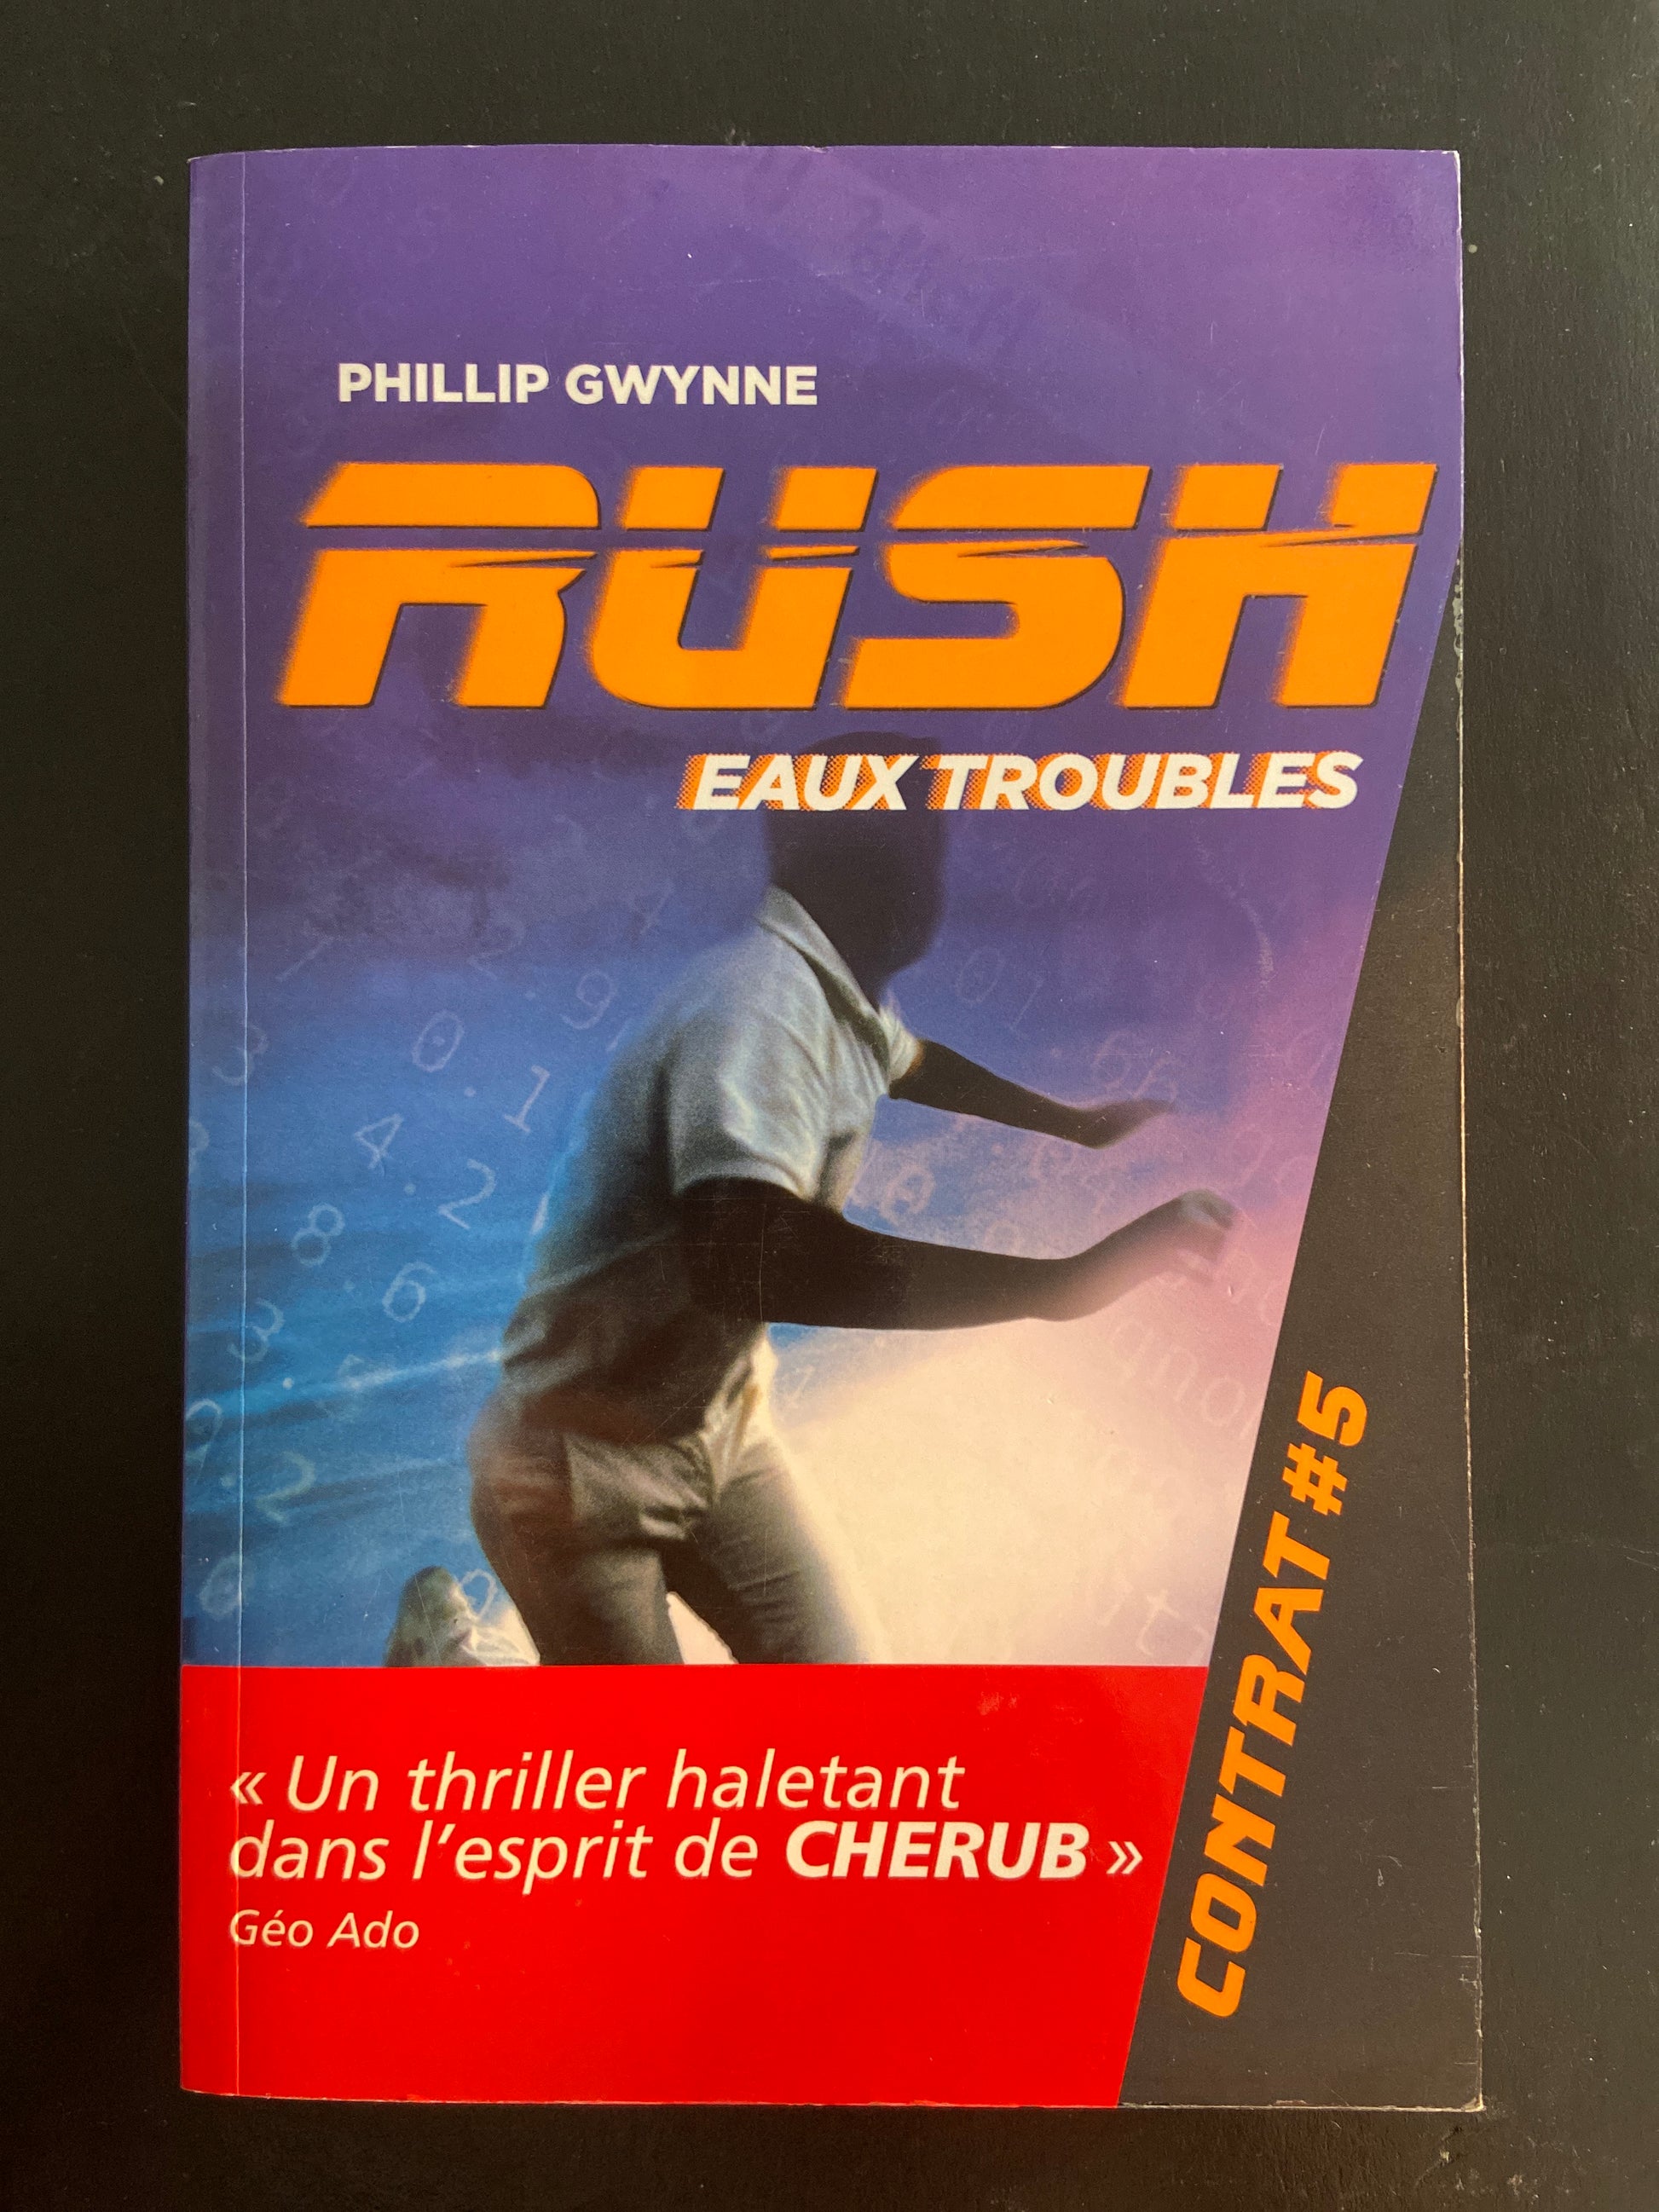 PHILLIP GWYNNE
RUSH
EAUX TROUBLES
CONTRAT #5
« Un thriller haletant
dans l'esprit de CHERUB »
Géo Ado